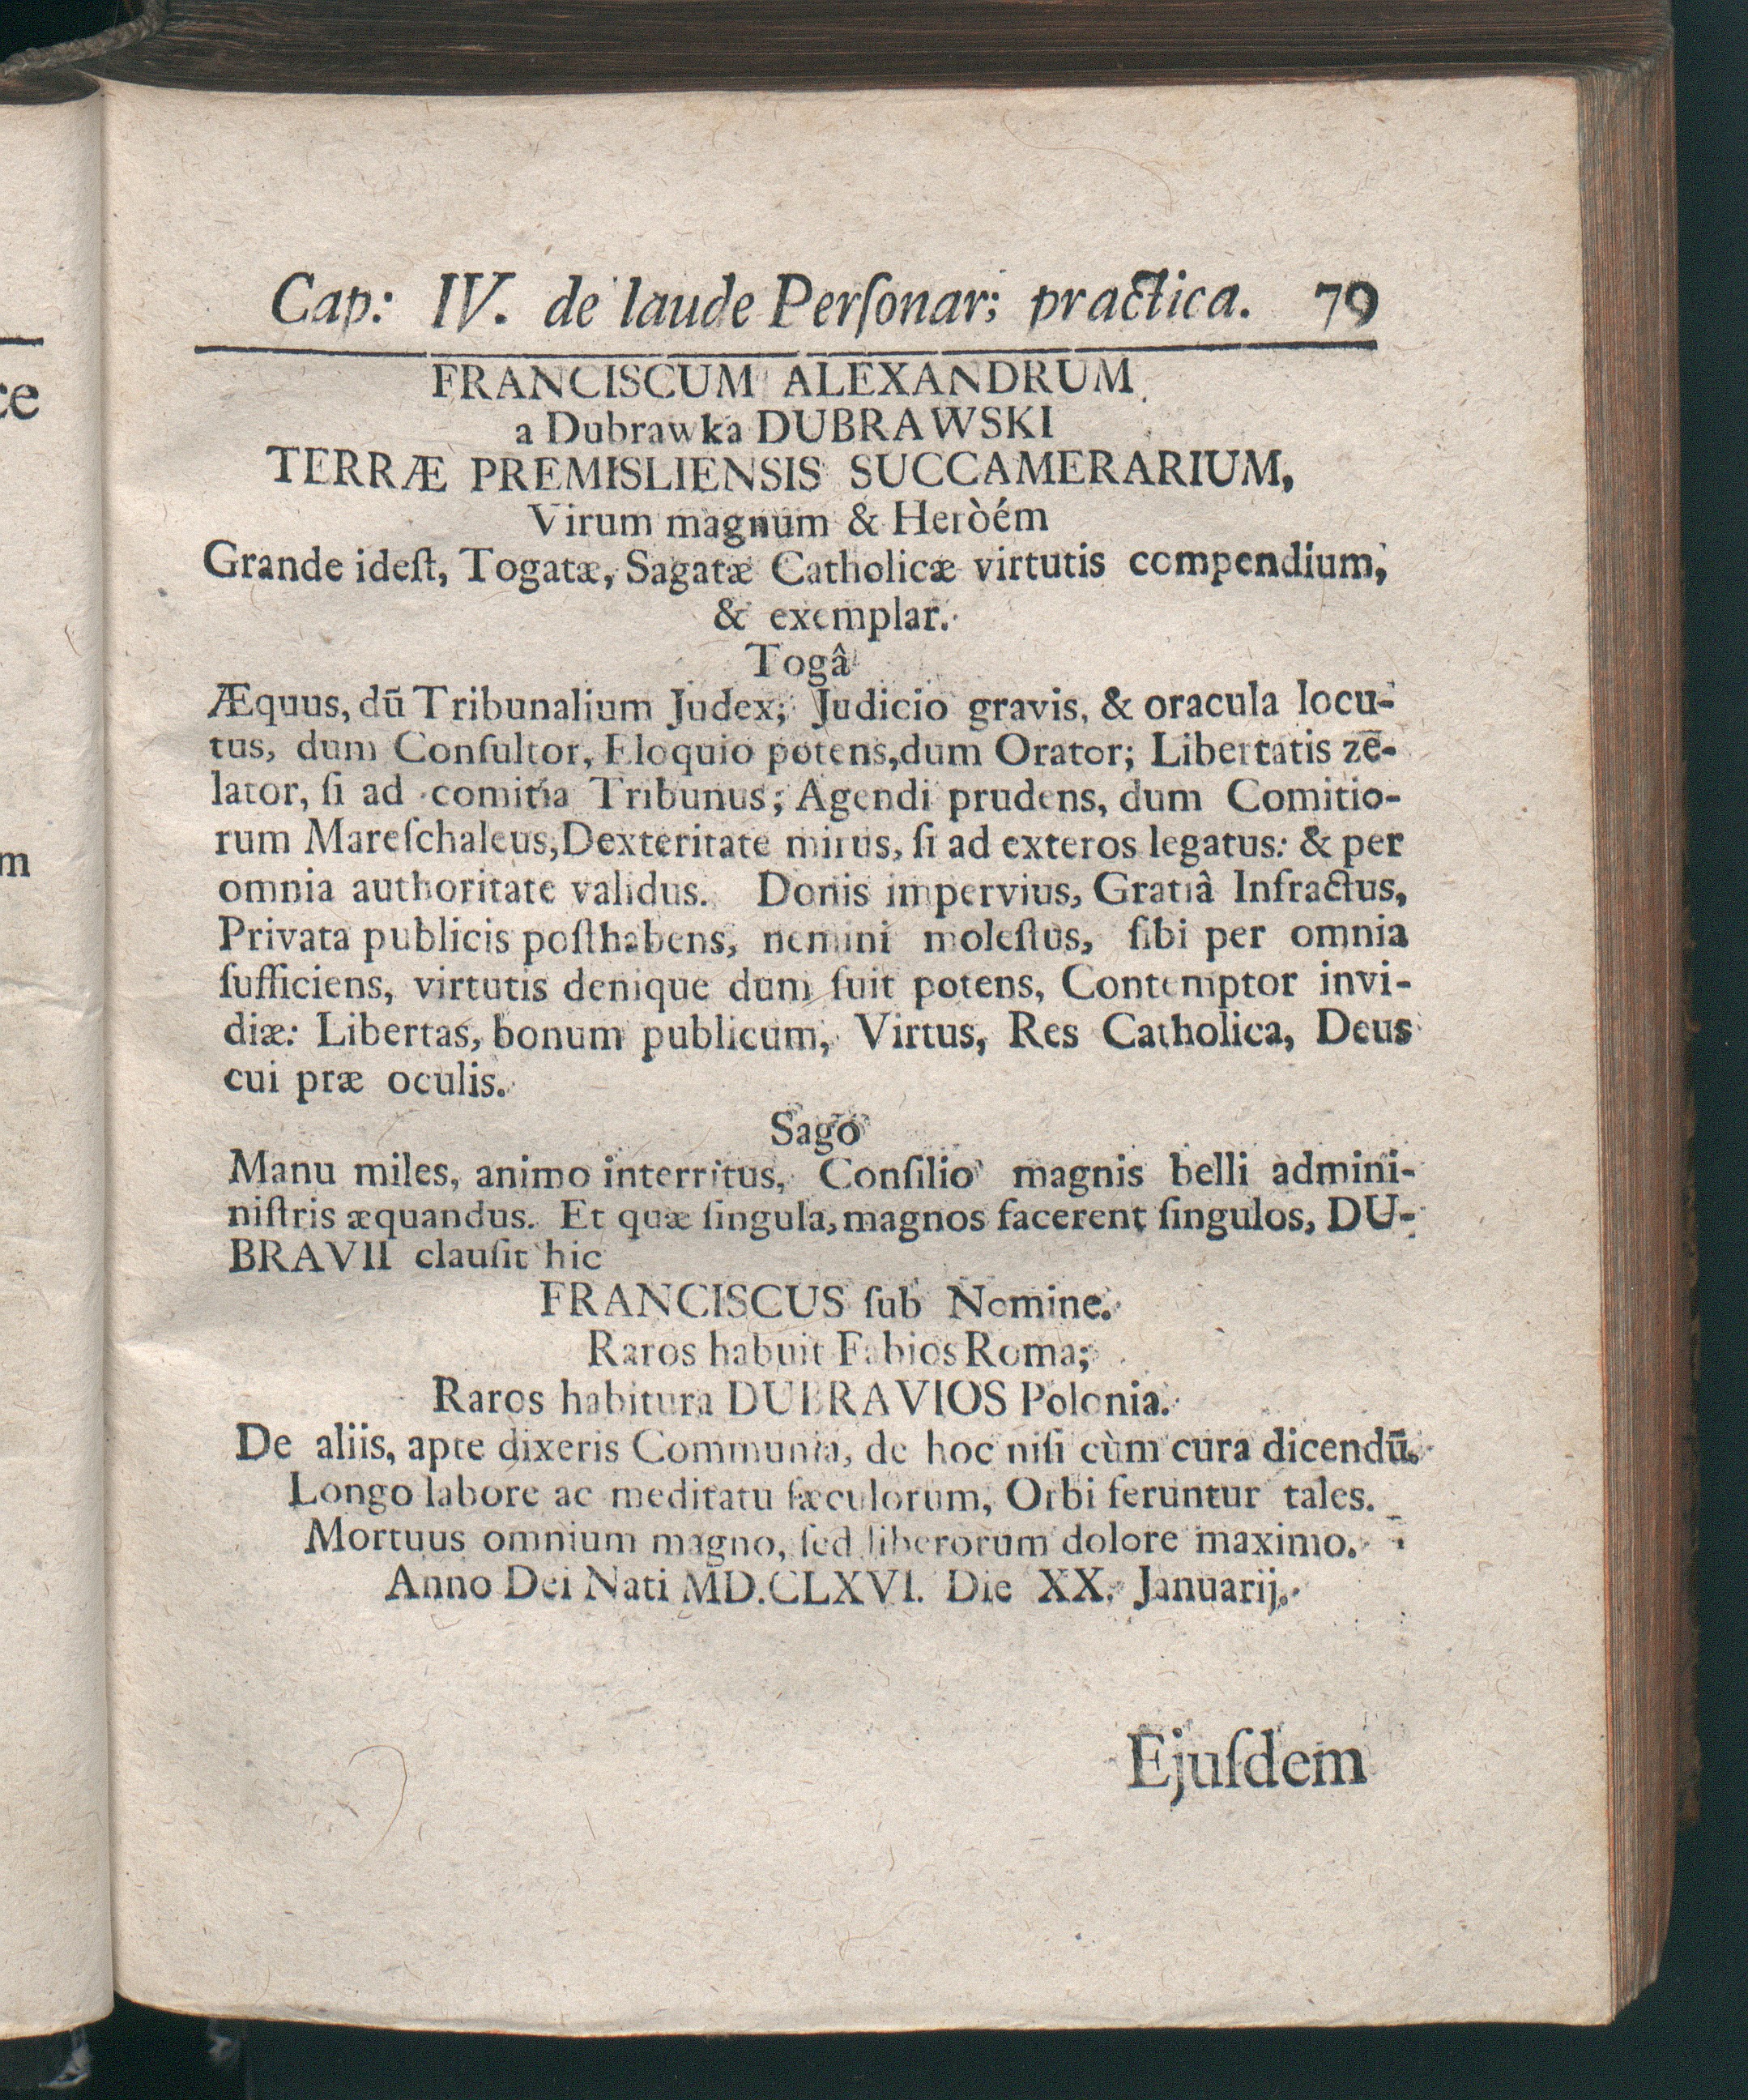 Cap: IV. de laude Perſonar; practica. 79
FRANCISCUM ALEXANDRUM
a Dubrawka DUBRAWSKI
TERRÆ PREMISLIENSIS SUCCAMERARIUM,
Virum magnum & Heròém
Grande ideſt, Togatæ, Sagatæ Catholicæ virtutis compendium,
& exemplar.
Togâ
Æquus, dū Tribunalium Judex; Judicio gravis, & oracula locu-
tus, dum Conſultor, Eloquio potens, dum Orator; Libertatis zē-
lator, ſi ad comitia Tribunus; Agendi prudens, dum Comitio-
rum Mareſchaleus, Dexteritate mirus, ſi ad exteros legatus: & per
omnia authoritate validus. Donis impervius, Gratiâ Infractus,
Privata publicis poſthabens, nemini moleſtus, ſibi per omnia
ſufficiens, virtutis denique dum fuit potens, Contemptor invi-
diæ: Libertas, bonum publicum, Virtus, Res Catholica, Deus
cui præ oculis.
Sago
Manu miles, animo interritus, Conſilio magnis belli admini-
niſtris æquandus. Et quæ ſingula, magnos facerent ſingulos, DU-
BRAVII clauſit hic
FRANCISCUS ſub Nomine.
Raros habuit Fabios Roma;
Raros habitura DUBRAVIOS Polonia.
De aliis, apte dixeris Communia, de hoc niſi cùm cura dicendū.
Longo labore ac meditatu ſæculorum, Orbi feruntur tales.
Mortuus omnium magno, ſed liberorum dolore maximo.
Anno Dei Nati MD.CLXVI. Die XX. Januarij.
Ejuſdem